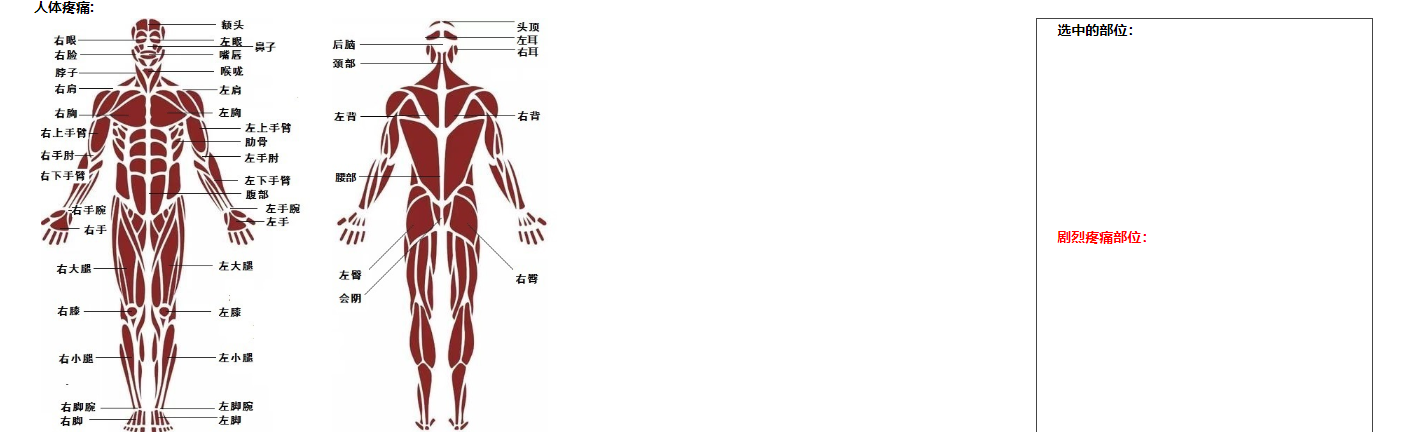 人体疼痛:
额头
右眼
左眼
鼻子
右脸
嘴唇
脖子
喉咙
右肩
左肩
右胸
左胸
右上手臂
左上手臂
肋骨
右手肘
左手肘
右下手臂
左下手臂
腹部
右手腕
左手腕
右手
左手
右大腿
左大腿
右膝
左膝
右小腿
左小腿
右脚腕
左脚腕
右脚
左脚
头顶
后脑
左耳
右耳
颈部
左背
右背
腰部
左臀
右臀
会阴
选中的部位:
剧烈疼痛部位: